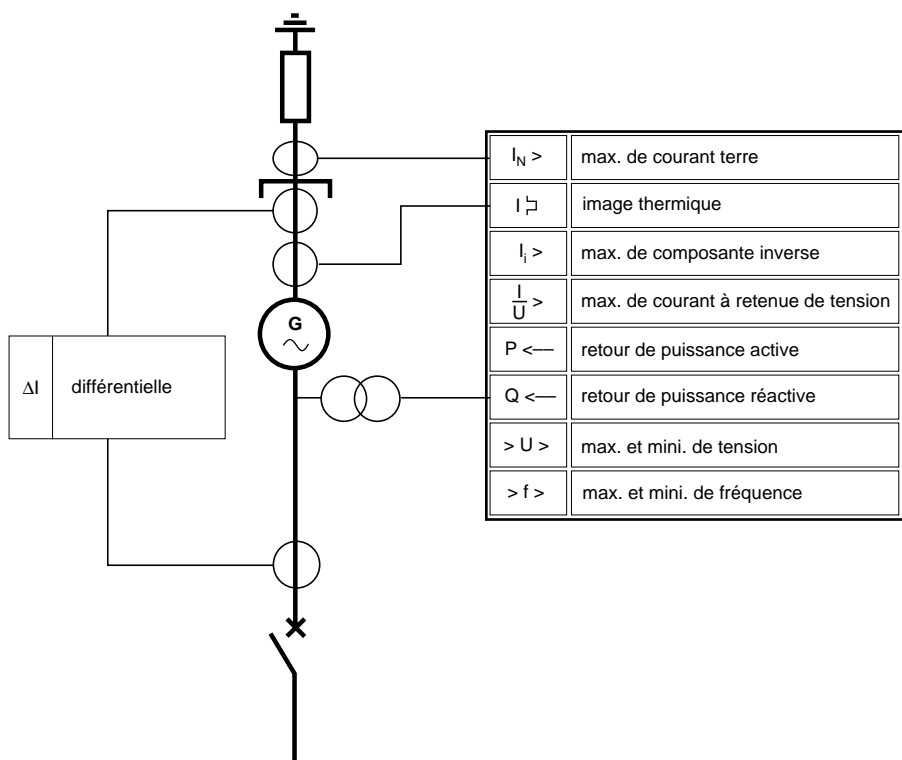 I_N > max. de courant terre
I image thermique
I_i > max. de composante inverse
I/U > max. de courant à retenue de tension
G
P <— retour de puissance active
ΔI différentielle
Q <— retour de puissance réactive
> U > max. et mini. de tension
> f > max. et mini. de fréquence